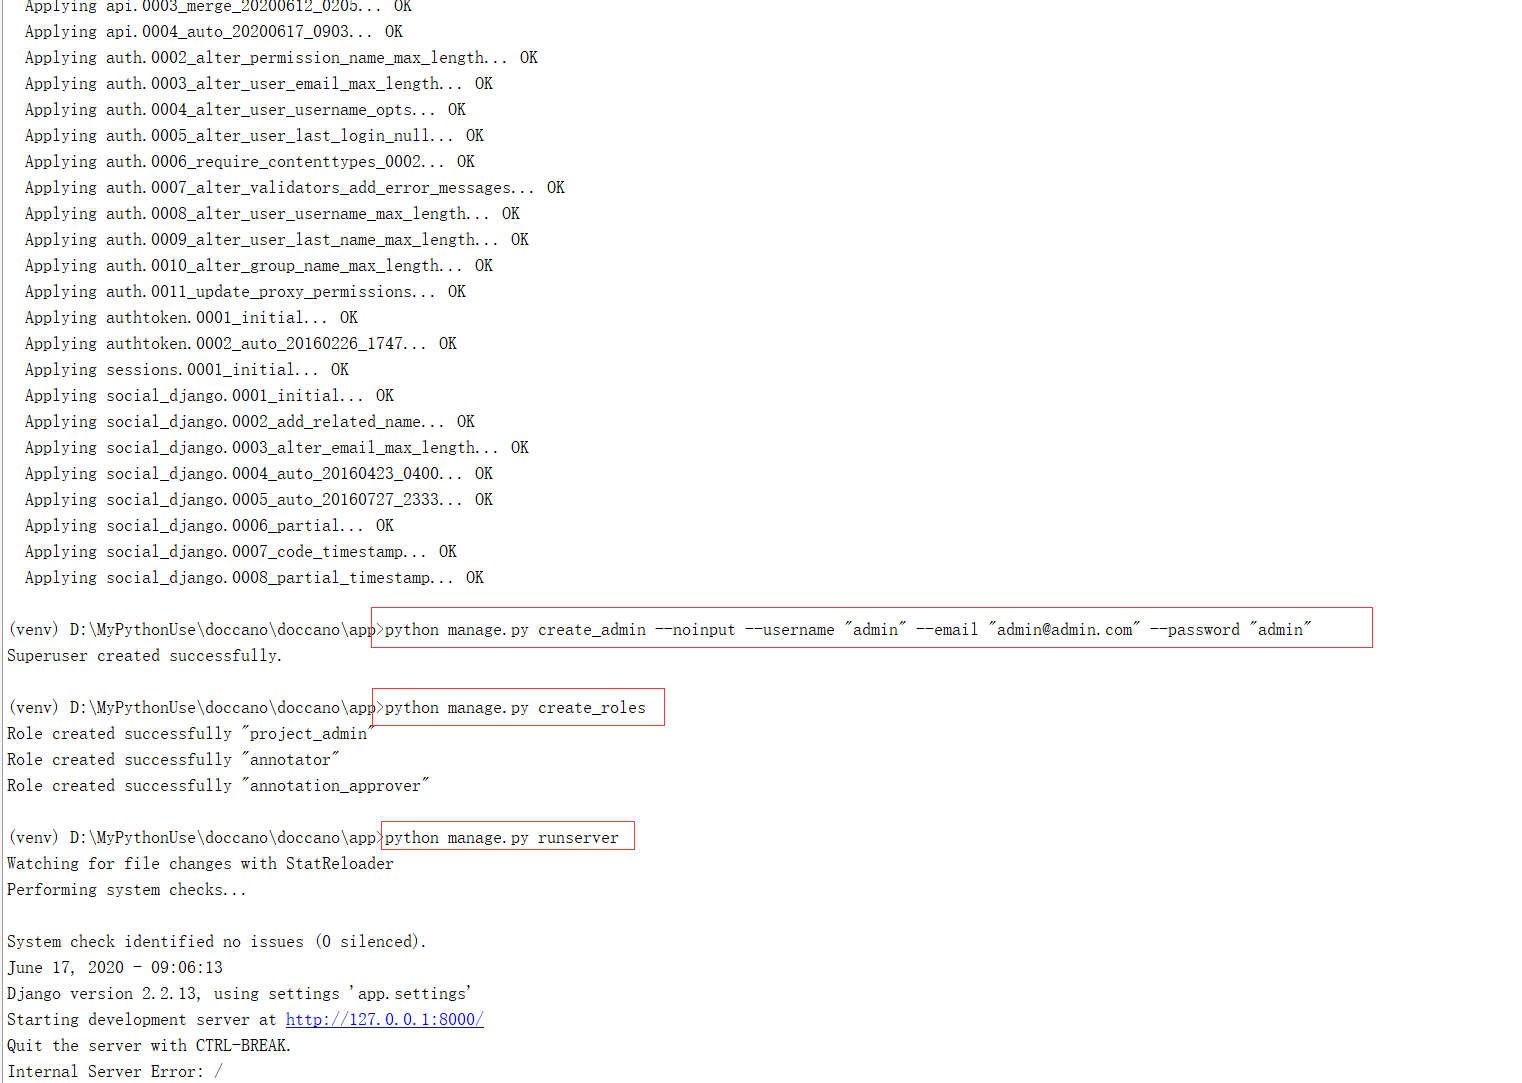 Applying api.0003_merge_20200612_0205... OK
Applying api.0004_auto_20200617_0903... OK
Applying auth.0002_alter_permission_name_max_length... OK
Applying auth.0003_alter_user_email_max_length... OK
Applying auth.0004_alter_user_username_opts... OK
Applying auth.0005_alter_user_last_login_null... OK
Applying auth.0006_require_contenttypes_0002... OK
Applying auth.0007_alter_validators_add_error_messages... OK
Applying auth.0008_alter_user_username_max_length... OK
Applying auth.0009_alter_user_last_name_max_length... OK
Applying auth.0010_alter_group_name_max_length... OK
Applying auth.0011_update_proxy_permissions... OK
Applying authtoken.0001_initial... OK
Applying authtoken.0002_auto_20160226_1747... OK
Applying sessions.0001_initial... OK
Applying social_django.0001_initial... OK
Applying social_django.0002_add_related_name... OK
Applying social_django.0003_alter_email_max_length... OK
Applying social_django.0004_auto_20160423_0400... OK
Applying social_django.0005_auto_20160727_2333... OK
Applying social_django.0006_partial... OK
Applying social_django.0007_code_timestamp... OK
Applying social_django.0008_partial_timestamp... OK
(venv) D:\MyPythonUse\doccano\doccano\app>python manage.py create_admin --noinput --username "admin" --email "admin@admin.com" --password "admin"
Superuser created successfully.
(venv) D:\MyPythonUse\doccano\doccano\app>python manage.py create_roles
Role created successfully "project_admin"
Role created successfully "annotator"
Role created successfully "annotation_approver"
(venv) D:\MyPythonUse\doccano\doccano\app>python manage.py runserver
Watching for file changes with StatReloader
Performing system checks...
System check identified no issues (0 silenced).
June 17, 2020 - 09:06:13
Django version 2.2.13, using settings 'app.settings'
Starting development server at http://127.0.0.1:8000/
Quit the server with CTRL-BREAK.
Internal Server Error: /